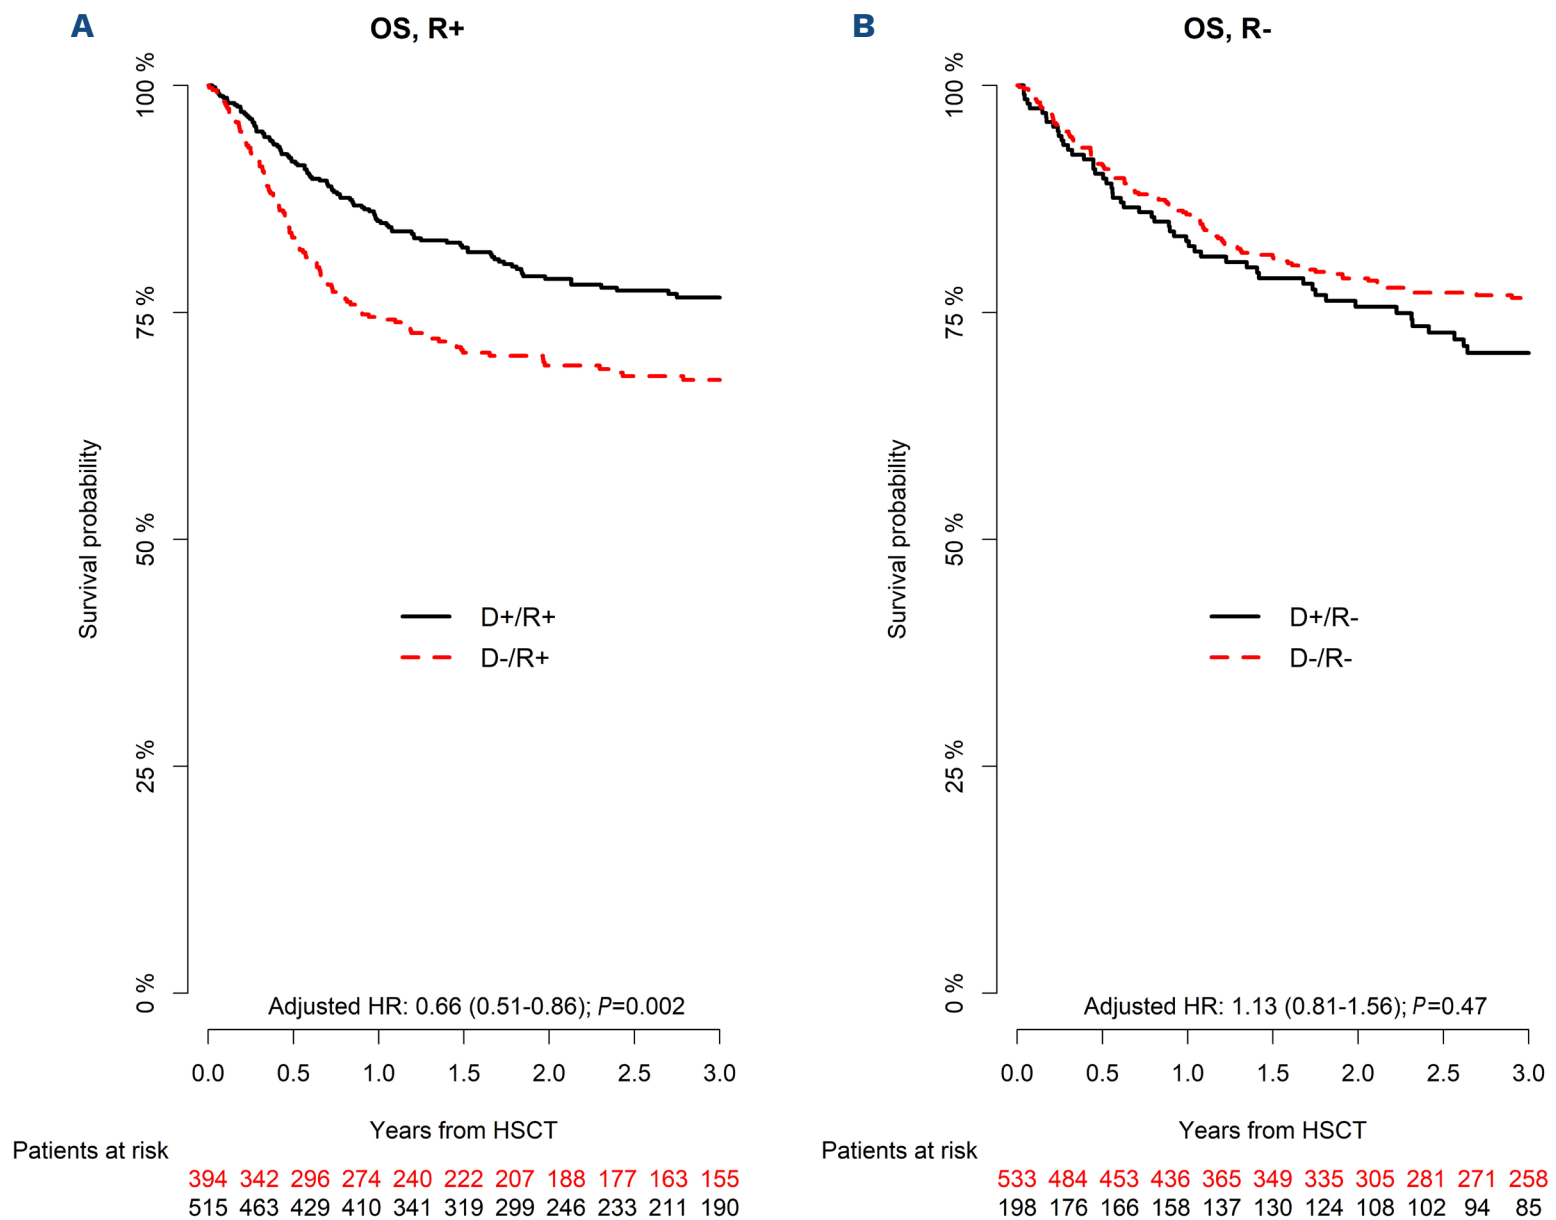 A
OS, R+
100 %
75 %
50 %
25 %
0 %
Survival probability
D+/R+
D-/R+
Adjusted HR: 0.66 (0.51-0.86); P=0.002
0.0 0.5 1.0 1.5 2.0 2.5 3.0
Years from HSCT
Patients at risk
394 342 296 274 240 222 207 188 177 163 155
515 463 429 410 341 319 299 246 233 211 190
B
OS, R-
100 %
75 %
50 %
25 %
0 %
Survival probability
D+/R-
D-/R-
Adjusted HR: 1.13 (0.81-1.56); P=0.47
0.0 0.5 1.0 1.5 2.0 2.5 3.0
Years from HSCT
Patients at risk
533 484 453 436 365 349 335 305 281 271 258
198 176 166 158 137 130 124 108 102 94 85